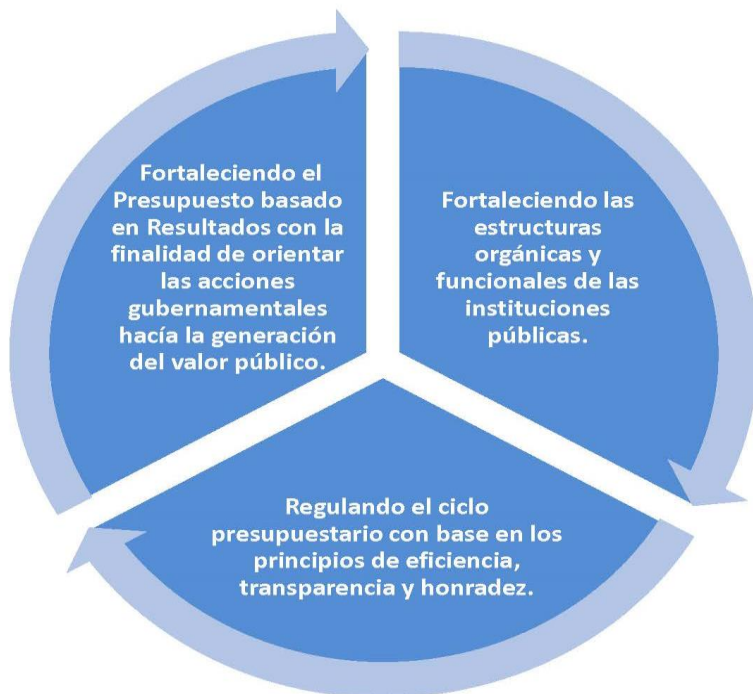 Fortaleciendo el
Presupuesto basado
en Resultados con la
finalidad de orientar
las acciones
gubernamentales
hacía la generación
del valor público.
Fortaleciendo las
estructuras
orgánicas y
funcionales de las
instituciones
públicas.
Regulando el ciclo
presupuestario con base en los
principios de eficiencia,
transparencia y honradez.